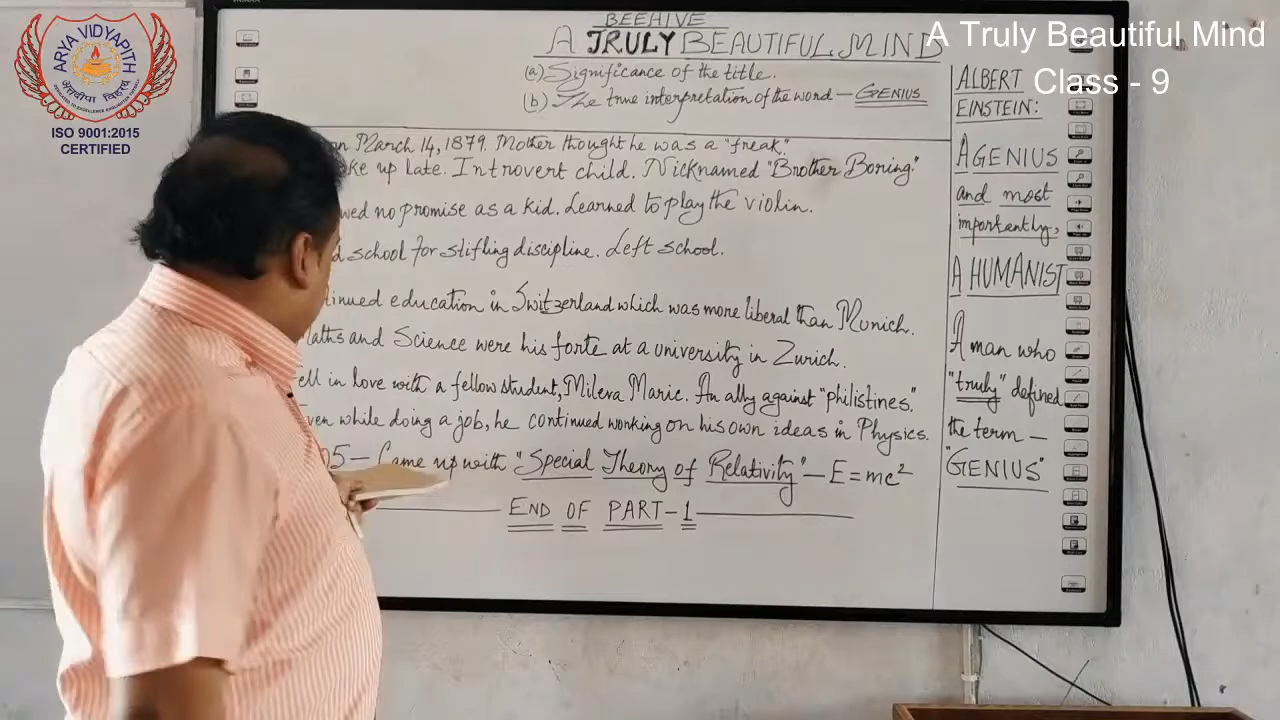 ARYA VIDYAPITH
ISO 9001:2015
CERTIFIED
A Truly Beautiful Mind
Class - 9
BEEHIVE
A TRULY BEAUTIFUL MIND
(a) Significance of the title.
(b) The true interpretation of the word — GENIUS
on March 14, 1879. Mother thought he was a "freak."
up late. Introvert child. Nicknamed "Brother Boring."
no promise as a kid. Learned to play the violin.
school for stifling discipline. Left school.
tinued education in Switzerland which was more liberal than Munich.
Maths and Science were his forte at a university in Zurich.
Fell in love with a fellow student, Mileva Maric. An ally against "philistines".
ven while doing a job, he continued working on his own ideas in Physics.
05 — Came up with "Special Theory of Relativity" — E = mc²
END OF PART - 1
ALBERT
EINSTEIN:
A GENIUS
and most
importantly,
A HUMANIST
A man who
"truly" defined
the term —
"GENIUS"